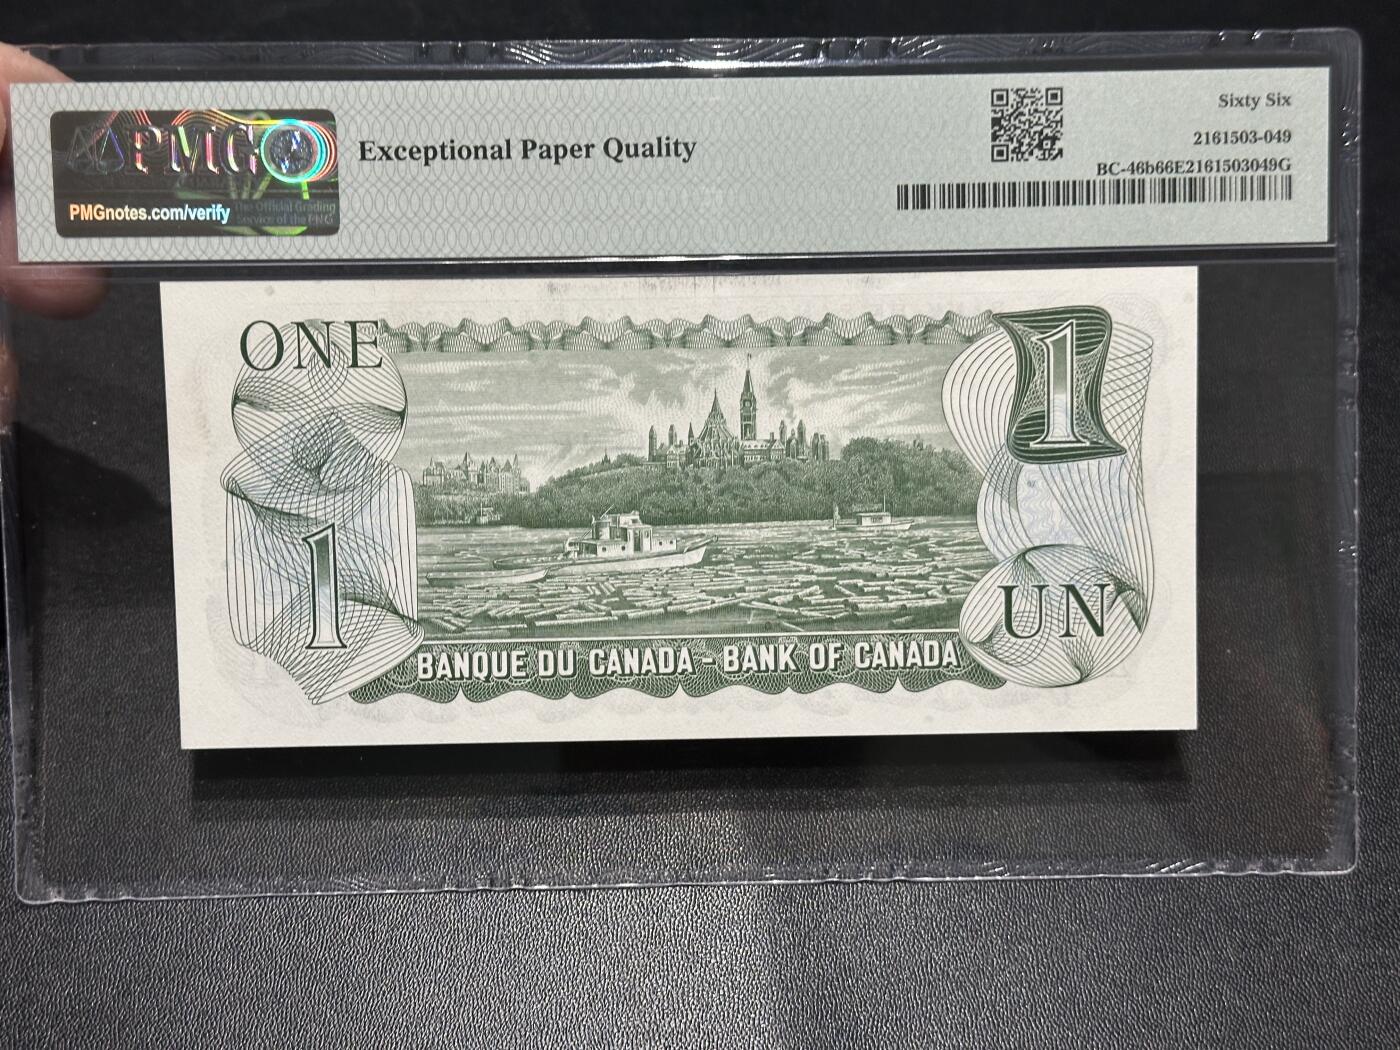 PMG
PMGnotes.com/verify
The Official Grading
Service of the PNG
Exceptional Paper Quality
Sixty Six
2161503-049
BC-46b66E2161503049G
ONE
1
1
UN
BANQUE DU CANADA - BANK OF CANADA